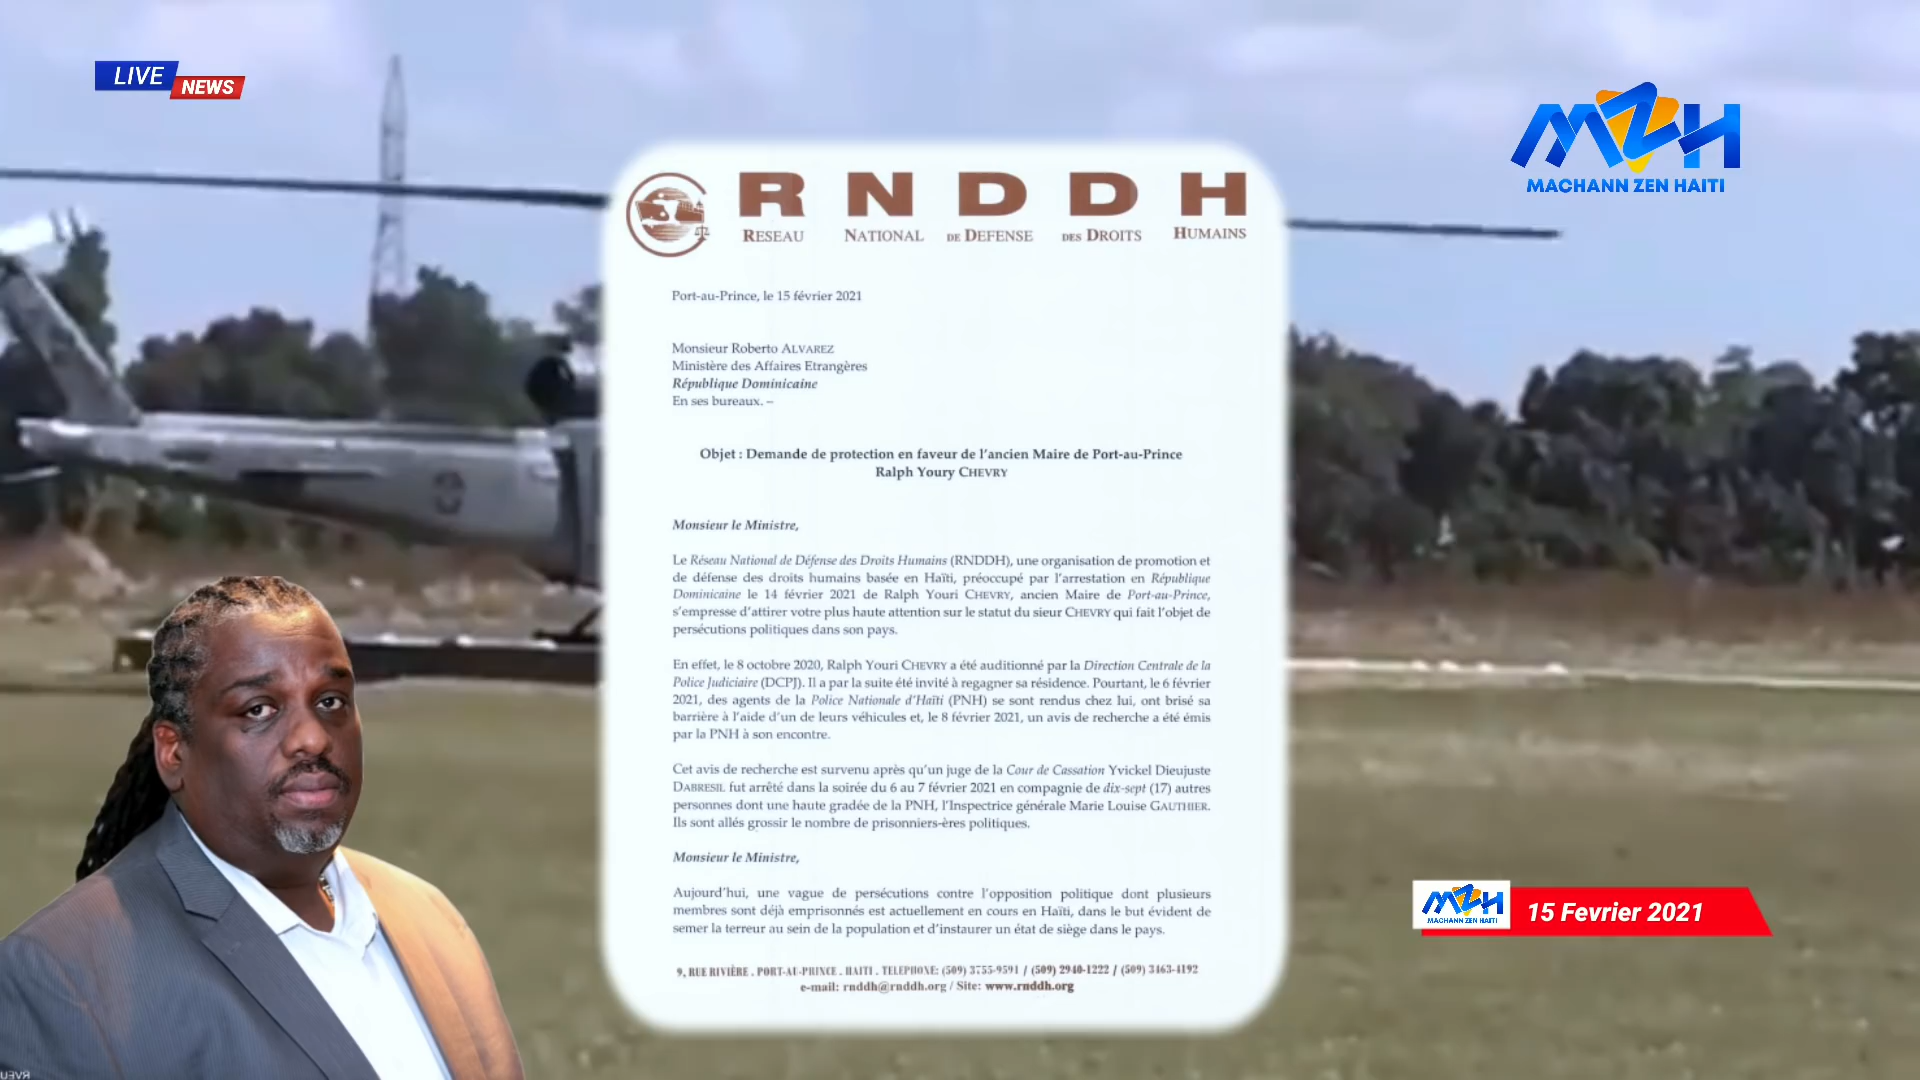 LIVE
NEWS
MZH
MACHANN ZEN HAITI
R N D D H
RESEAU NATIONAL DE DEFENSE DES DROITS HUMAINS
Port-au-Prince, le 15 février 2021
Monsieur Roberto ALVAREZ
Ministère des Affaires Etrangères
République Dominicaine
En ses bureaux. –
Objet : Demande de protection en faveur de l'ancien Maire de Port-au-Prince
Ralph Youry CHEVRY
Monsieur le Ministre,
Le Réseau National de Défense des Droits Humains (RNDDH), une organisation de promotion et
de défense des droits humains basée en Haïti, préoccupé par l'arrestation en République
Dominicaine le 14 février 2021 de Ralph Youri CHEVRY, ancien Maire de Port-au-Prince,
s'empresse d'attirer votre plus haute attention sur le statut du sieur CHEVRY qui fait l'objet de
persécutions politiques dans son pays.
En effet, le 8 octobre 2020, Ralph Youri CHEVRY a été auditionné par la Direction Centrale de la
Police Judiciaire (DCPJ). Il a par la suite été invité à regagner sa résidence. Pourtant, le 6 février
2021, des agents de la Police Nationale d'Haïti (PNH) se sont rendus chez lui, ont brisé sa
barrière à l'aide d'un de leurs véhicules et, le 8 février 2021, un avis de recherche a été émis
par la PNH à son encontre.
Cet avis de recherche est survenu après qu'un juge de la Cour de Cassation Yvickel Dieujuste
DABRESIL fut arrêté dans la soirée du 6 au 7 février 2021 en compagnie de dix-sept (17) autres
personnes dont une haute gradée de la PNH, l'Inspectrice générale Marie Louise GAUTHIER.
Ils sont allés grossir le nombre de prisonniers-ères politiques.
Monsieur le Ministre,
Aujourd'hui, une vague de persécutions contre l'opposition politique dont plusieurs
membres sont déjà emprisonnés est actuellement en cours en Haïti, dans le but évident de
semer la terreur au sein de la population et d'instaurer un état de siège dans le pays.
9, RUE RIVIÈRE . PORT-AU-PRINCE . HAITI . TELEPHONE: (509) 3755-9591 / (509) 2940-1222 / (509) 3463-4192
e-mail: rnddh@rnddh.org / Site: www.rnddh.org
MZH
MACHANN ZEN HAITI
15 Fevrier 2021